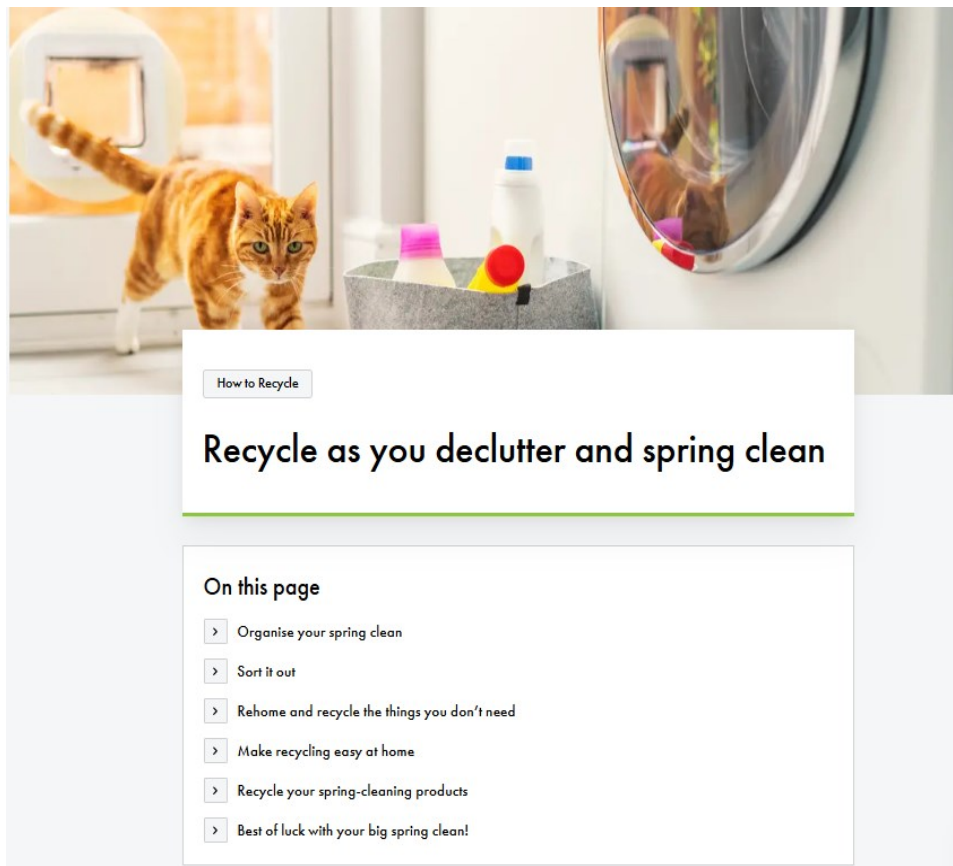 How to Recycle
Recycle as you declutter and spring clean
On this page
Organise your spring clean
Sort it out
Rehome and recycle the things you don’t need
Make recycling easy at home
Recycle your spring-cleaning products
Best of luck with your big spring clean!